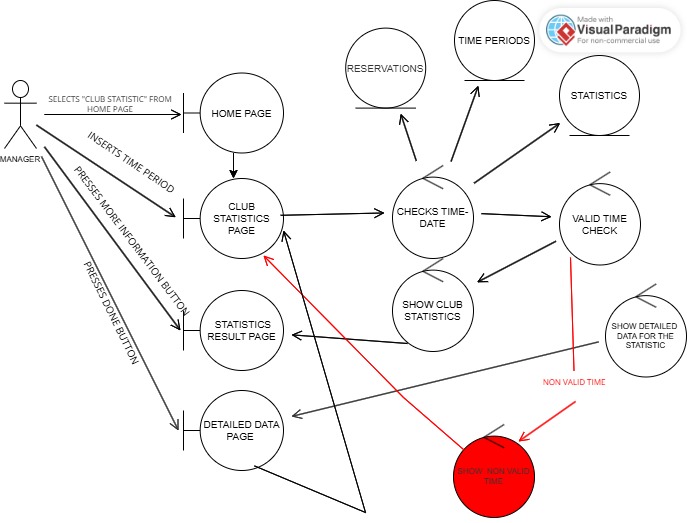 Made with
VisualParadigm
For non-commercial use
TIME PERIODS
RESERVATIONS
STATISTICS
SELECTS "CLUB STATISTIC" FROM
HOME PAGE
HOME PAGE
MANAGER
INSERTS TIME PERIOD
CLUB
STATISTICS
PAGE
CHECKS TIME-
DATE
VALID TIME
CHECK
PRESSES MORE INFORMATION BUTTON
PRESSES DONE BUTTON
SHOW CLUB
STATISTICS
STATISTICS
RESULT PAGE
SHOW DETAILED
DATA FOR THE
STATISTIC
NON VALID TIME
DETAILED DATA
PAGE
SHOW NON VALID
TIME